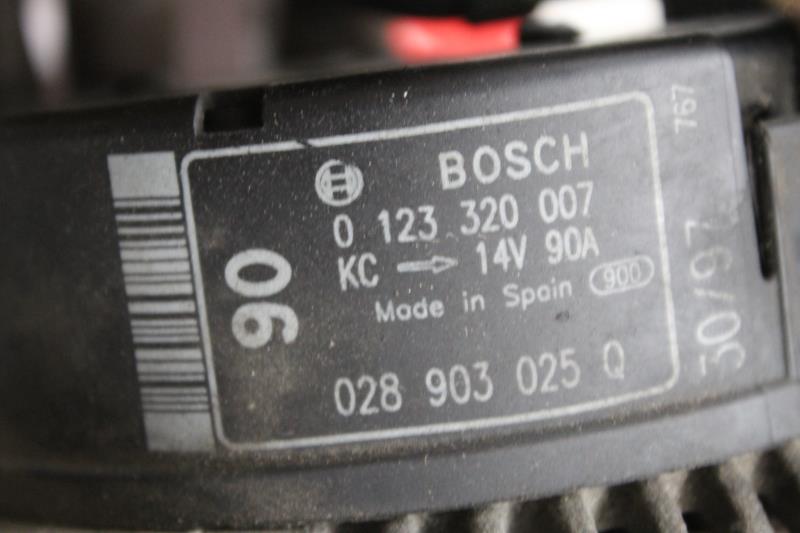 BOSCH
0 123 320 007
KC → 14V 90A
Made in Spain 900
028 903 025 Q
90
767
30/97